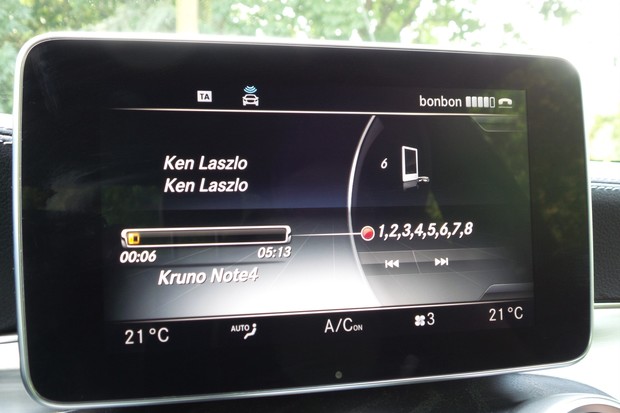 TA
bonbon
Ken Laszlo
Ken Laszlo
6
1,2,3,4,5,6,7,8
00:06 05:13
Kruno Note4
21°C AUTO A/C ON 3 21°C